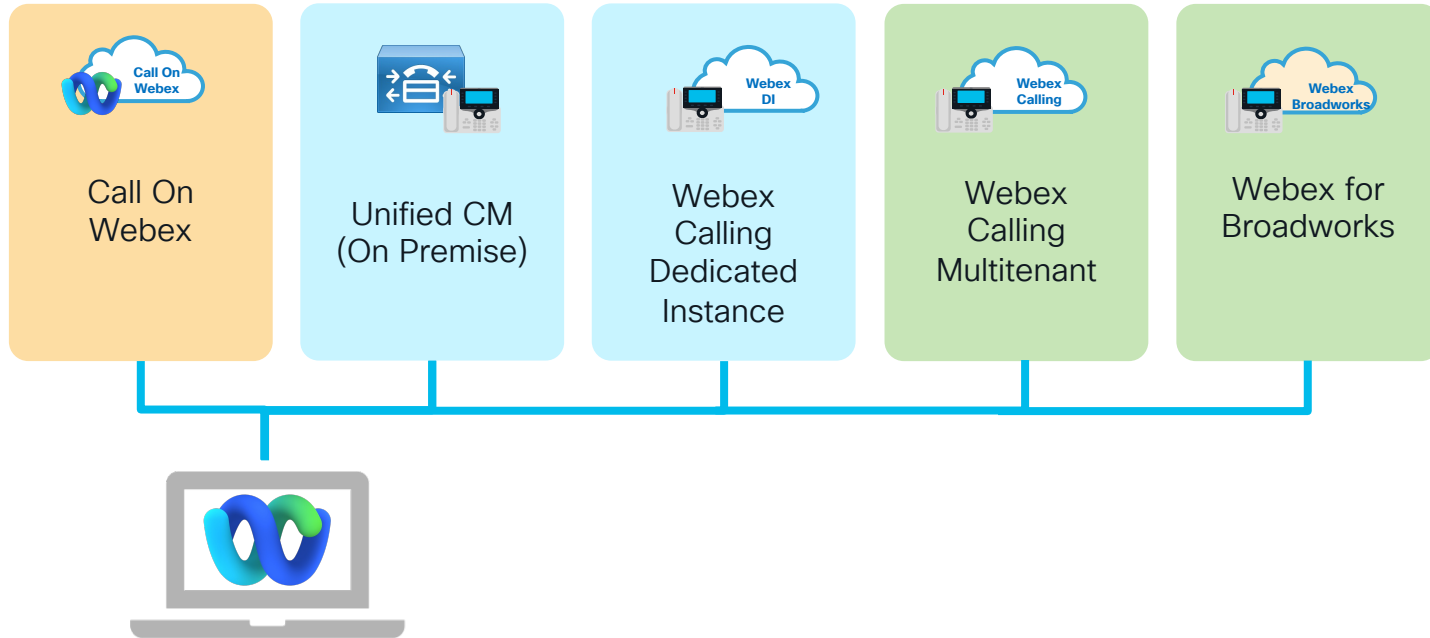 Call On
Webex
Webex
DI
Webex
Calling
Webex
Broadworks
Call On
Webex
Unified CM
(On Premise)
Webex
Calling
Dedicated
Instance
Webex
Calling
Multitenant
Webex for
Broadworks